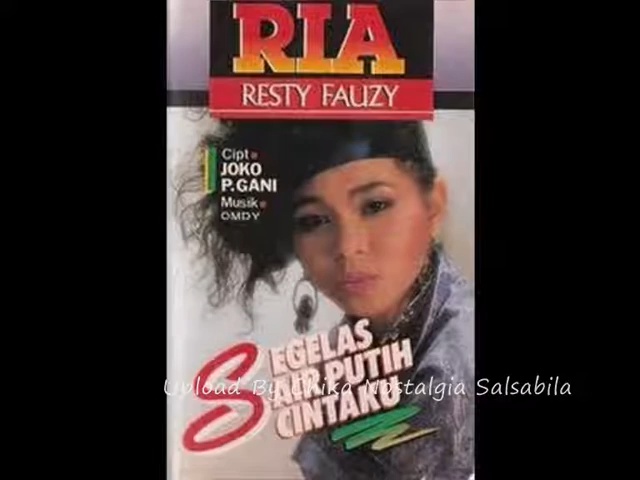 RIA
RESTY FAUZY
Cipt
JOKO
P.GANI
Musik
OMDY
SEGELAS
AIR PUTIH
CINTAKU
Upload By Chika Nostalgia Salsabila